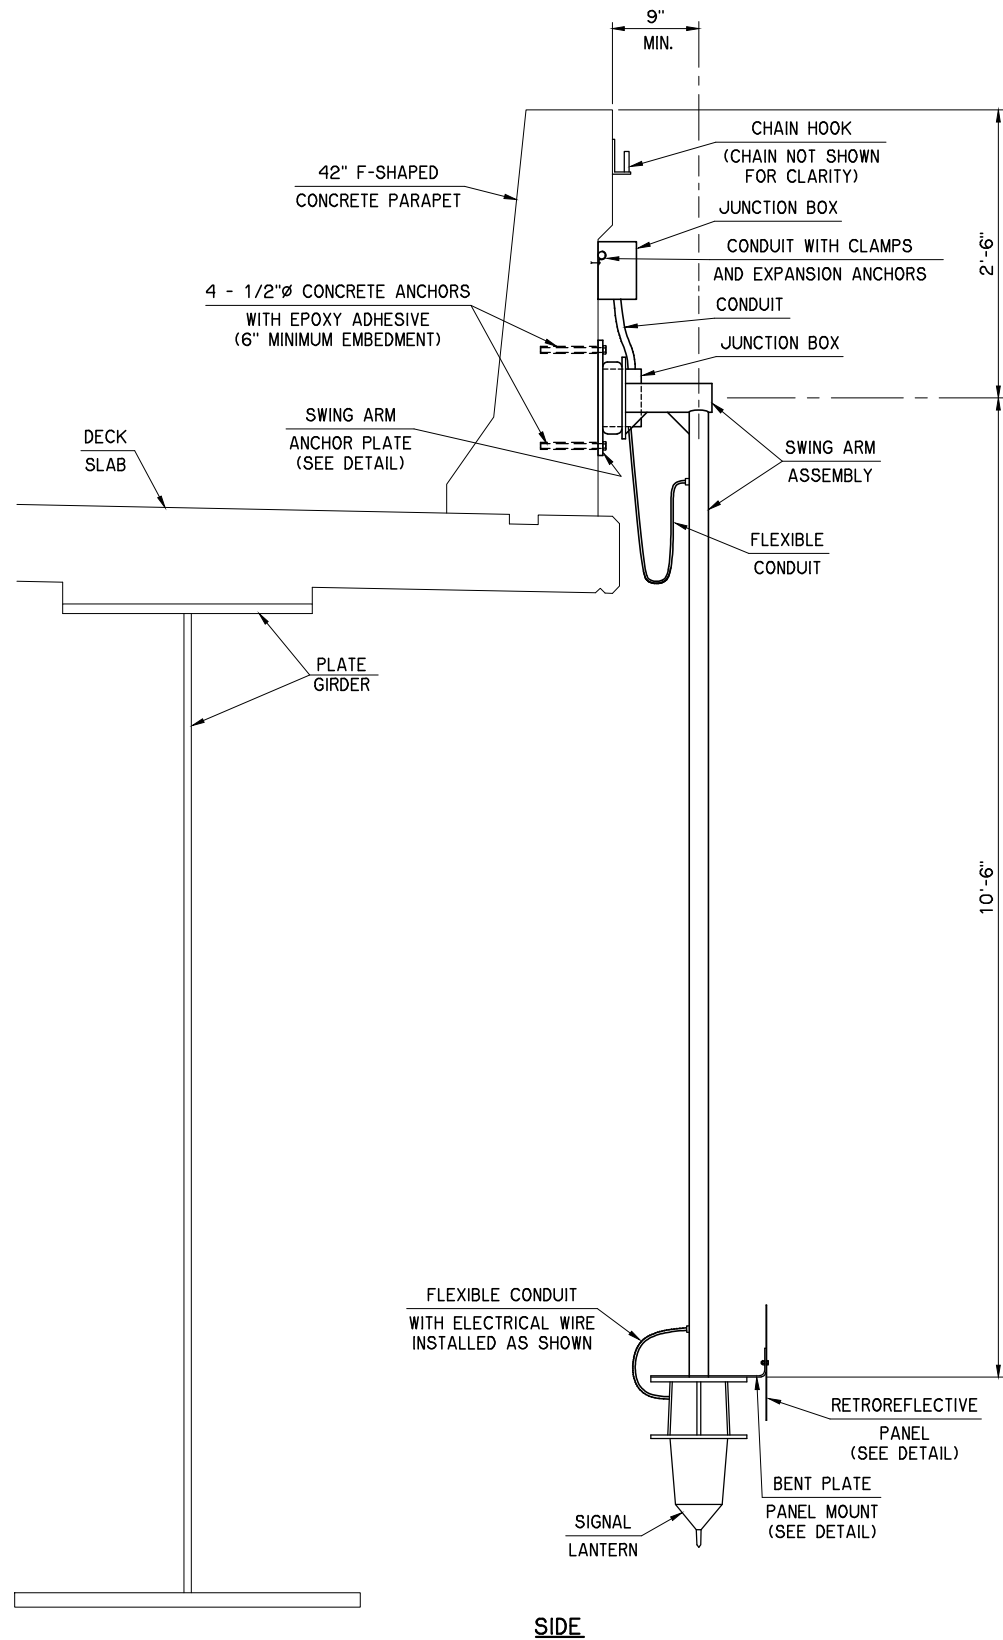 9"
MIN.
CHAIN HOOK
(CHAIN NOT SHOWN
FOR CLARITY)
42" F-SHAPED
CONCRETE PARAPET
JUNCTION BOX
2'-6"
CONDUIT WITH CLAMPS
AND EXPANSION ANCHORS
4 - 1/2"Ø CONCRETE ANCHORS
WITH EPOXY ADHESIVE
(6" MINIMUM EMBEDMENT)
CONDUIT
JUNCTION BOX
SWING ARM
ANCHOR PLATE
(SEE DETAIL)
DECK
SLAB
SWING ARM
ASSEMBLY
FLEXIBLE
CONDUIT
PLATE
GIRDER
10'-6"
FLEXIBLE CONDUIT
WITH ELECTRICAL WIRE
INSTALLED AS SHOWN
RETROREFLECTIVE
PANEL
(SEE DETAIL)
BENT PLATE
PANEL MOUNT
(SEE DETAIL)
SIGNAL
LANTERN
SIDE